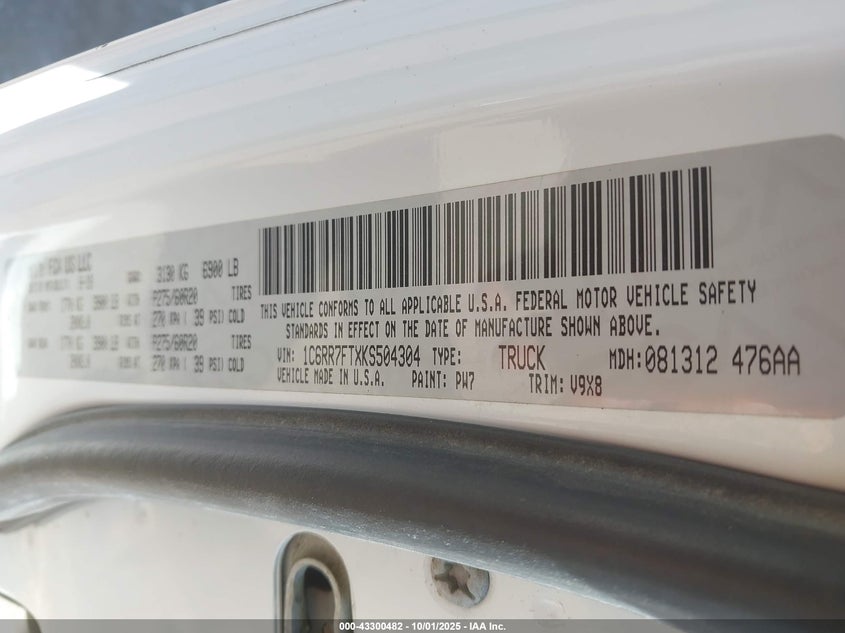 FCA US LLC
3130 KG 6900 LB
P275/60R20 TIRES
270 KPA ( 39 PSI) COLD
P275/60R20 TIRES
270 KPA ( 39 PSI) COLD
THIS VEHICLE CONFORMS TO ALL APPLICABLE U.S.A. FEDERAL MOTOR VEHICLE SAFETY
STANDARDS IN EFFECT ON THE DATE OF MANUFACTURE SHOWN ABOVE.
VIN: 1C6RR7FTXKS504304 TYPE: TRUCK MDH:081312 476AA
VEHICLE MADE IN U.S.A. PAINT: PW7 TRIM: V9X8
000-43300482 - 10/01/2025 - IAA Inc.